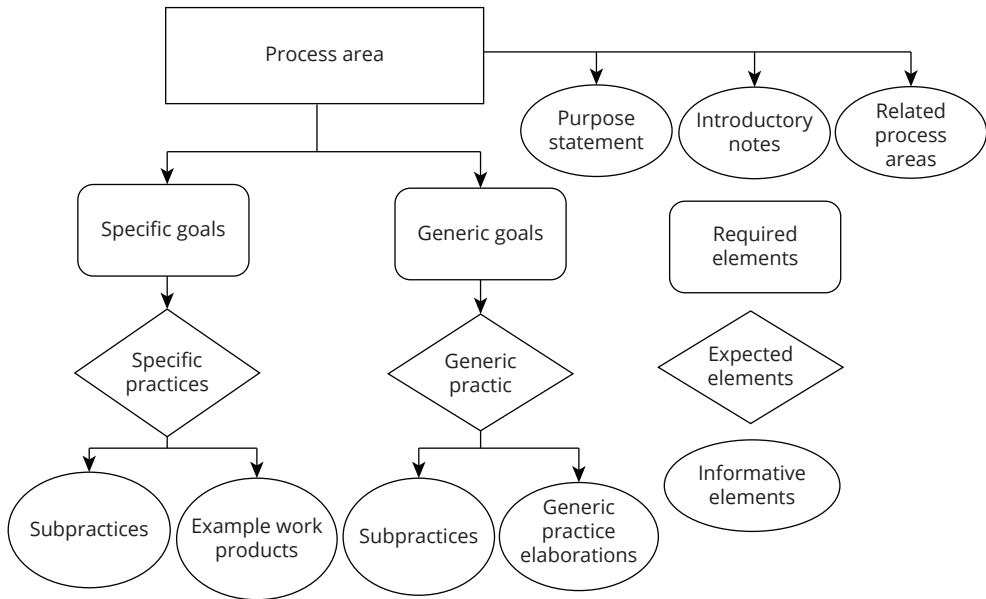 Process area
Purpose
statement
Introductory
notes
Related
process
areas
Specific goals
Generic goals
Required
elements
Specific
practices
Generic
practic
Expected
elements
Subpractices
Example work
products
Subpractices
Generic
practice
elaborations
Informative
elements